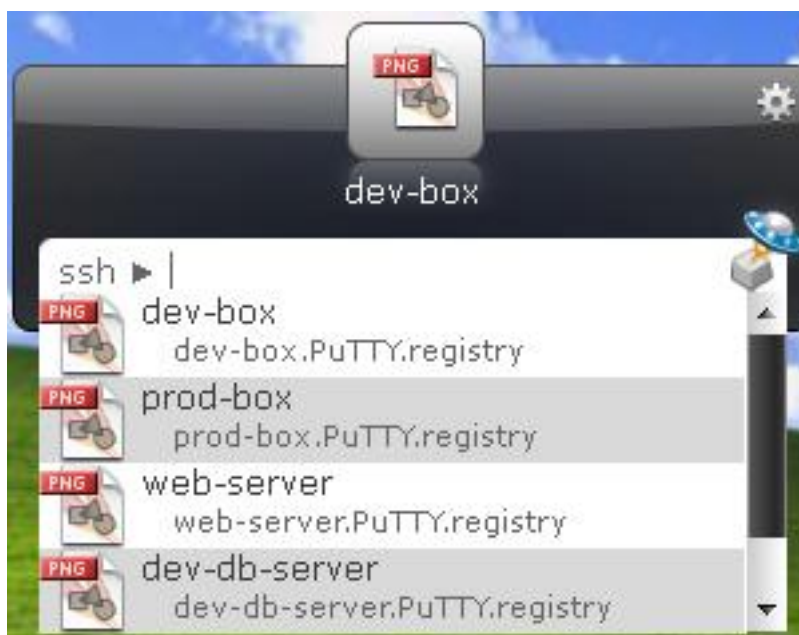 PNG
dev-box
ssh ►
PNG
dev-box
dev-box.PuTTY.registry
PNG
prod-box
prod-box.PuTTY.registry
PNG
web-server
web-server.PuTTY.registry
PNG
dev-db-server
dev-db-server.PuTTY.registry